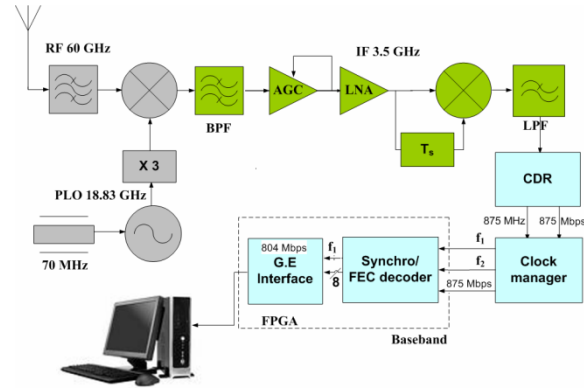 RF 60 GHz
IF 3.5 GHz
AGC
LNA
BPF
LPF
T s
X 3
PLO 18.83 GHz
70 MHz
CDR
875 MHz
875 Mbps
f1
f2
875 Mbps
Clock
manager
Synchro/
FEC decoder
f1
8
804 Mbps
G.E
Interface
FPGA
Baseband